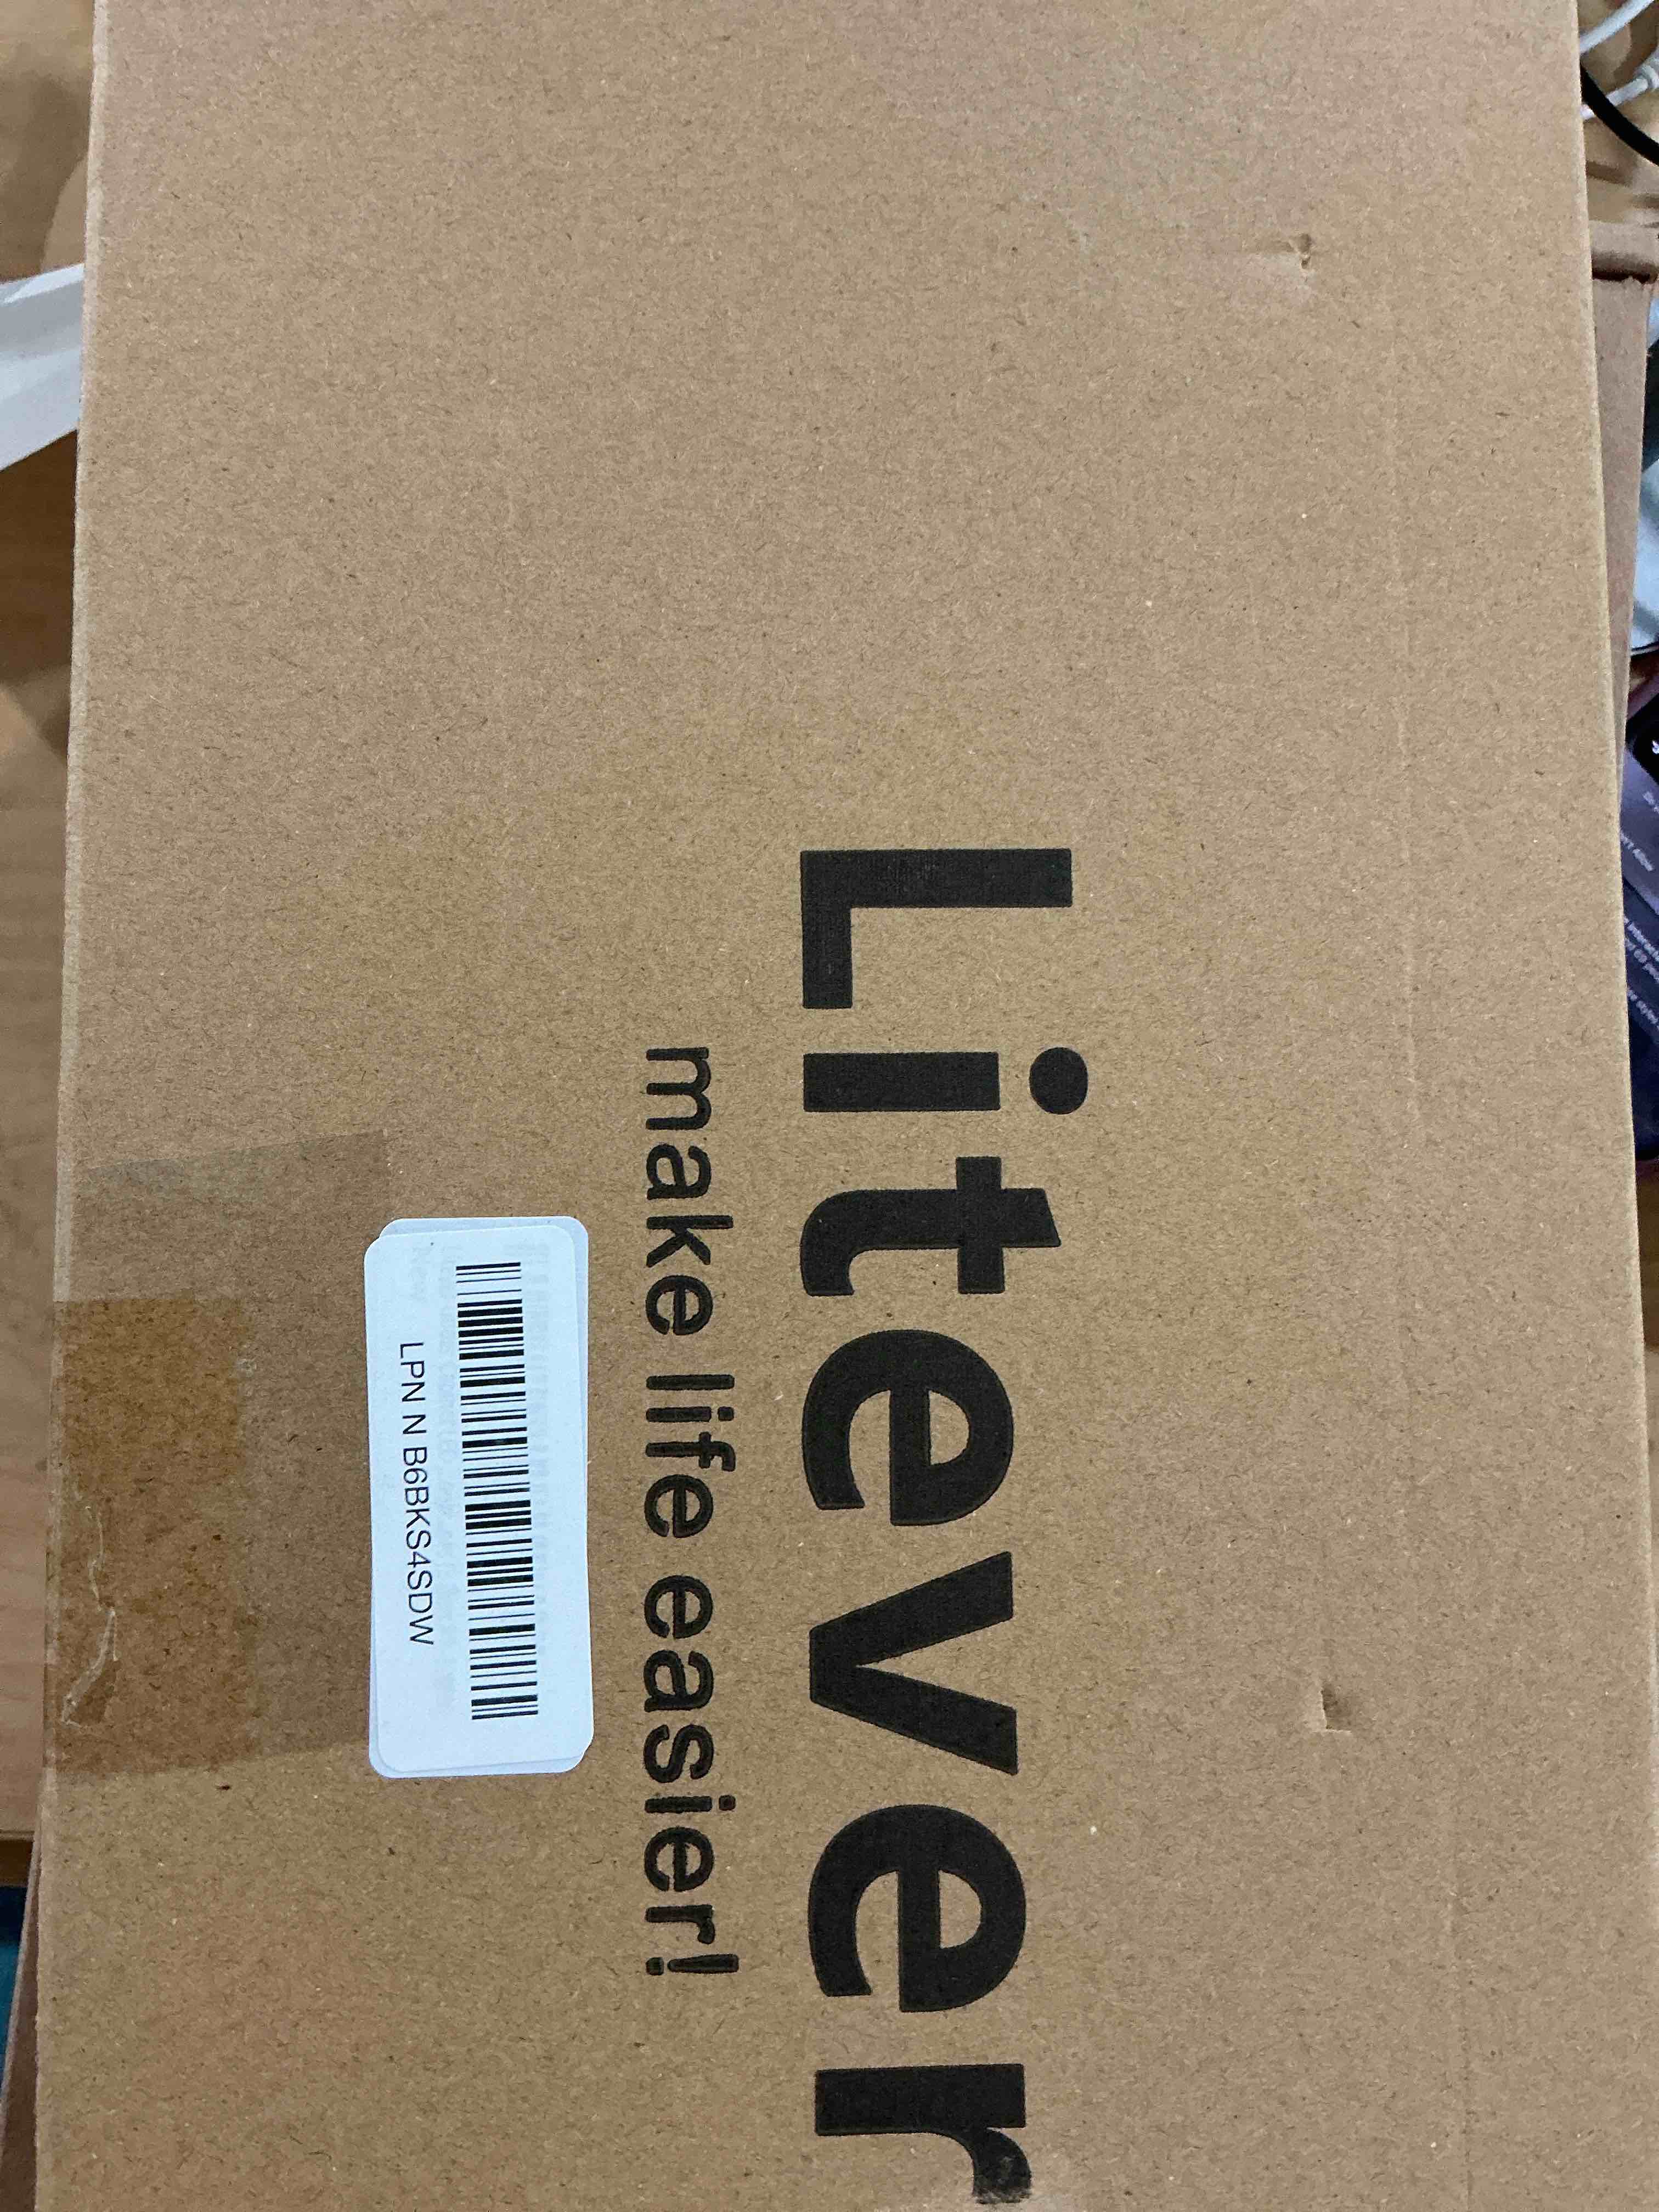 Litever
make life easier!
LPN N B6BKS4SDW